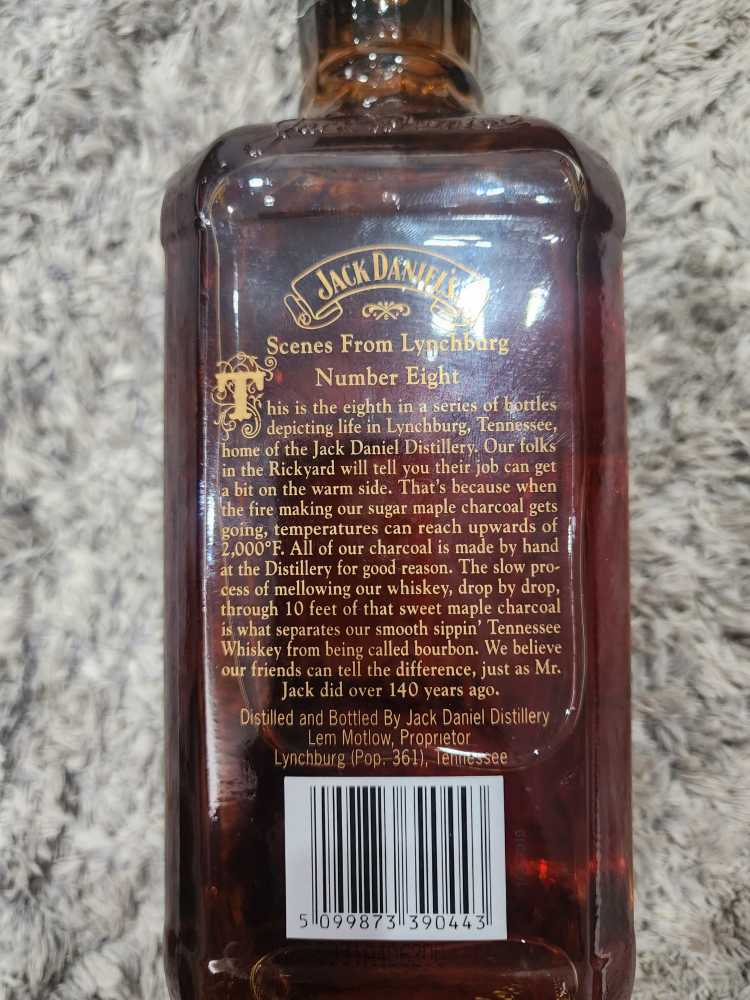 JACK DANIEL'S
Scenes From Lynchburg
Number Eight
This is the eighth in a series of bottles
depicting life in Lynchburg, Tennessee,
home of the Jack Daniel Distillery. Our folks
in the Rickyard will tell you their job can get
a bit on the warm side. That's because when
the fire making our sugar maple charcoal gets
going, temperatures can reach upwards of
2,000°F. All of our charcoal is made by hand
at the Distillery for good reason. The slow pro-
cess of mellowing our whiskey, drop by drop,
through 10 feet of that sweet maple charcoal
is what separates our smooth sippin' Tennessee
Whiskey from being called bourbon. We believe
our friends can tell the difference, just as Mr.
Jack did over 140 years ago.
Distilled and Bottled By Jack Daniel Distillery
Lem Motlow, Proprietor
Lynchburg (Pop. 361), Tennessee
5 099873 390443